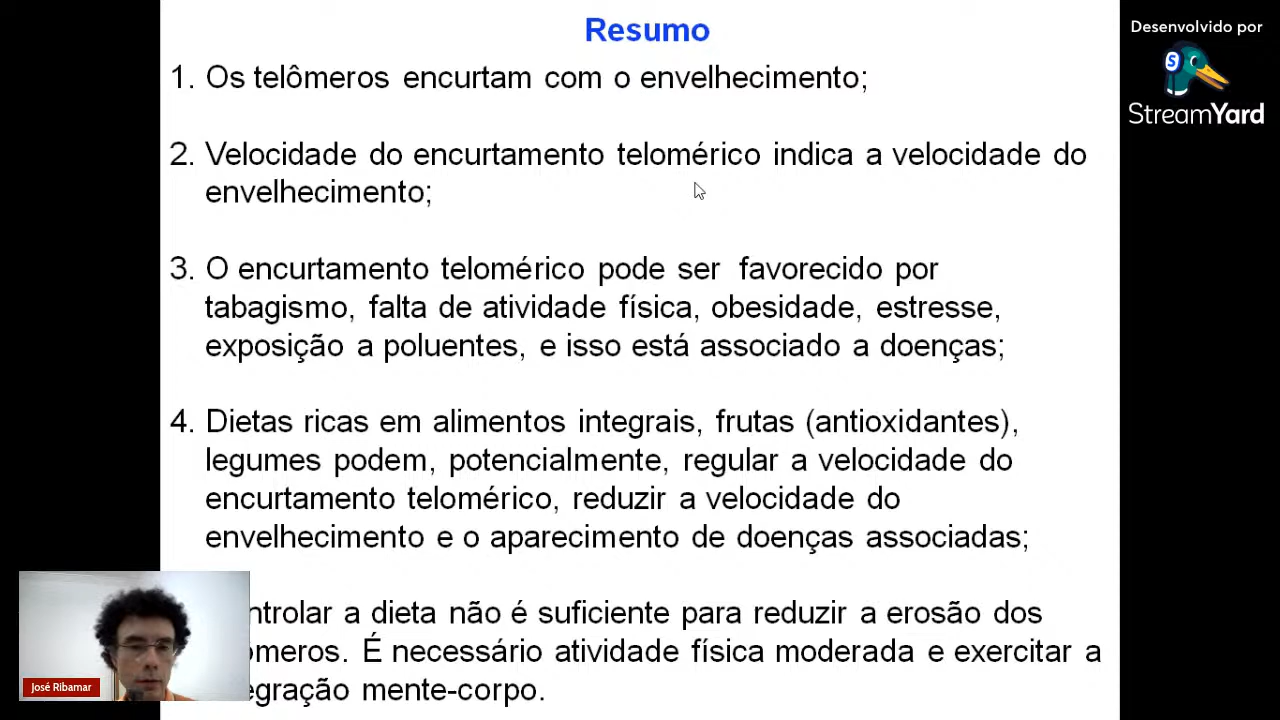 Resumo
1. Os telômeros encurtam com o envelhecimento;
2. Velocidade do encurtamento telomérico indica a velocidade do
envelhecimento;
3. O encurtamento telomérico pode ser favorecido por
tabagismo, falta de atividade física, obesidade, estresse,
exposição a poluentes, e isso está associado a doenças;
4. Dietas ricas em alimentos integrais, frutas (antioxidantes),
legumes podem, potencialmente, regular a velocidade do
encurtamento telomérico, reduzir a velocidade do
envelhecimento e o aparecimento de doenças associadas;
a dieta não é suficiente para reduzir a erosão dos
É necessário atividade física moderada e exercitar a
mente-corpo.
Desenvolvido por
S
StreamYard
José Ribamar